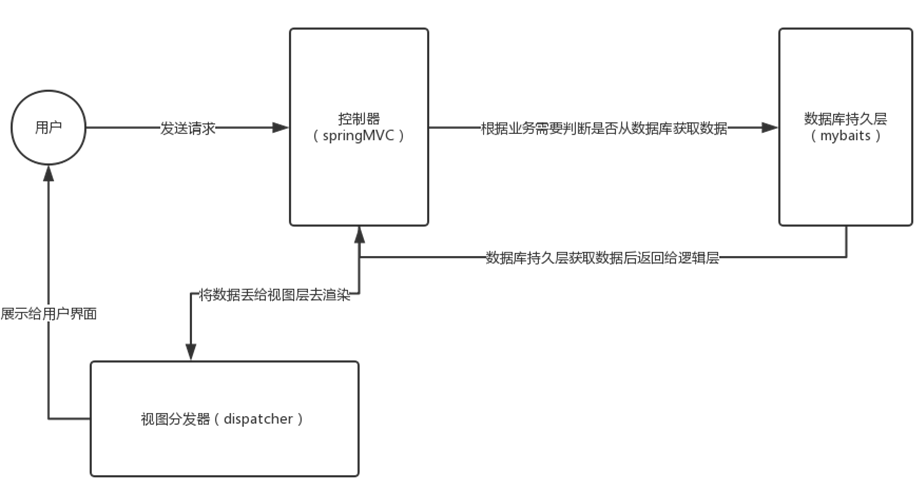 用户
发送请求
控制器
（springMVC）
根据业务需要判断是否从数据库获取数据
数据库持久层
（mybaits）
数据库持久层获取数据后返回给逻辑层
将数据丢给视图层去渲染
展示给用户界面
视图分发器（dispatcher）